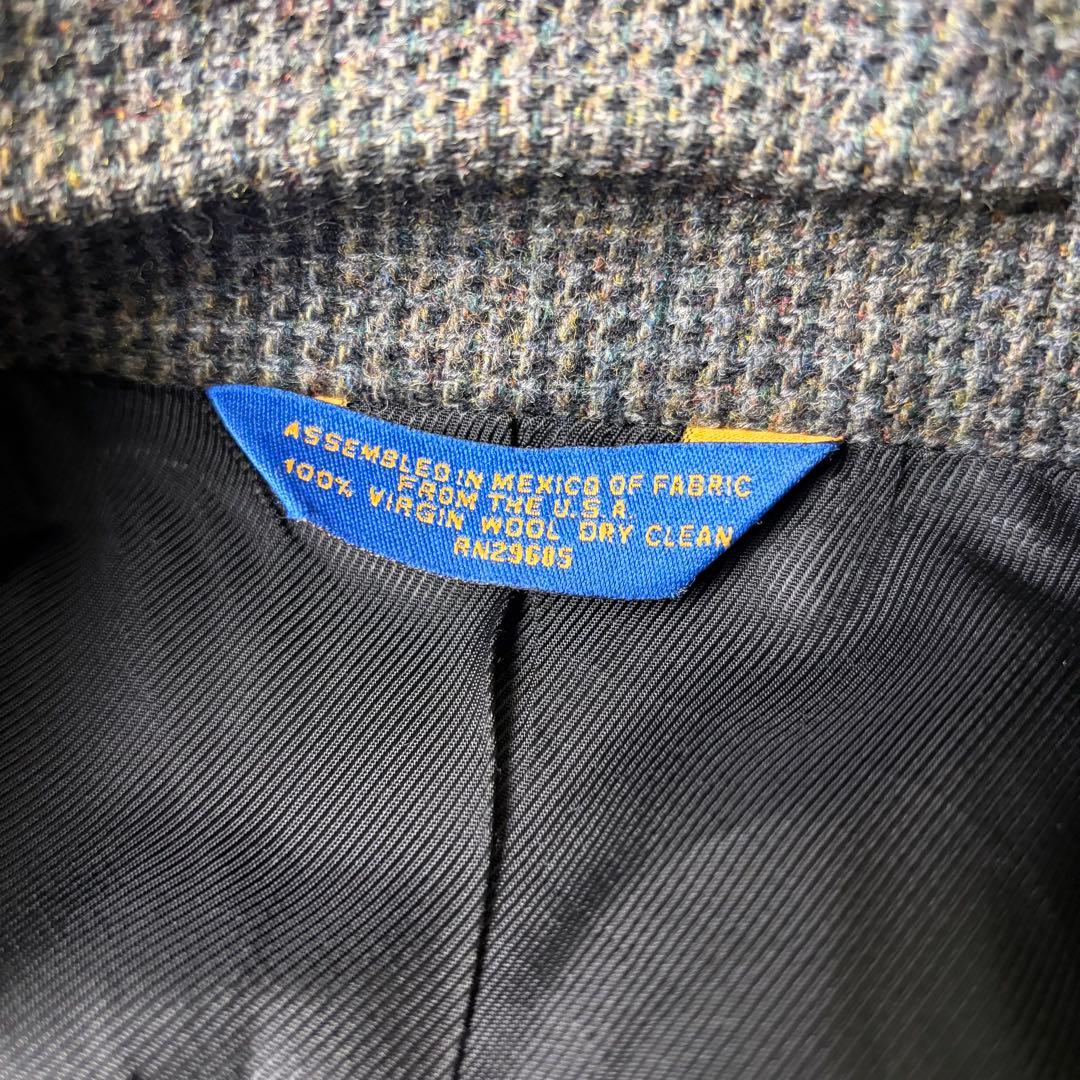 ASSEMBLED IN MEXICO OF FABRIC
FROM THE U.S.A.
100% VIRGIN WOOL DRY CLEAN
RN29685